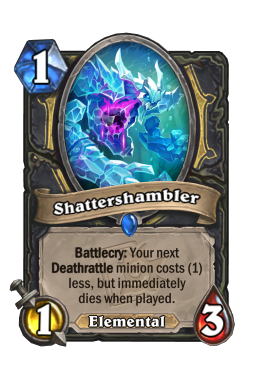 1
Shattershambler
Battlecry: Your next
Deathrattle minion costs (1)
less, but immediately
dies when played.
1
Elemental
3